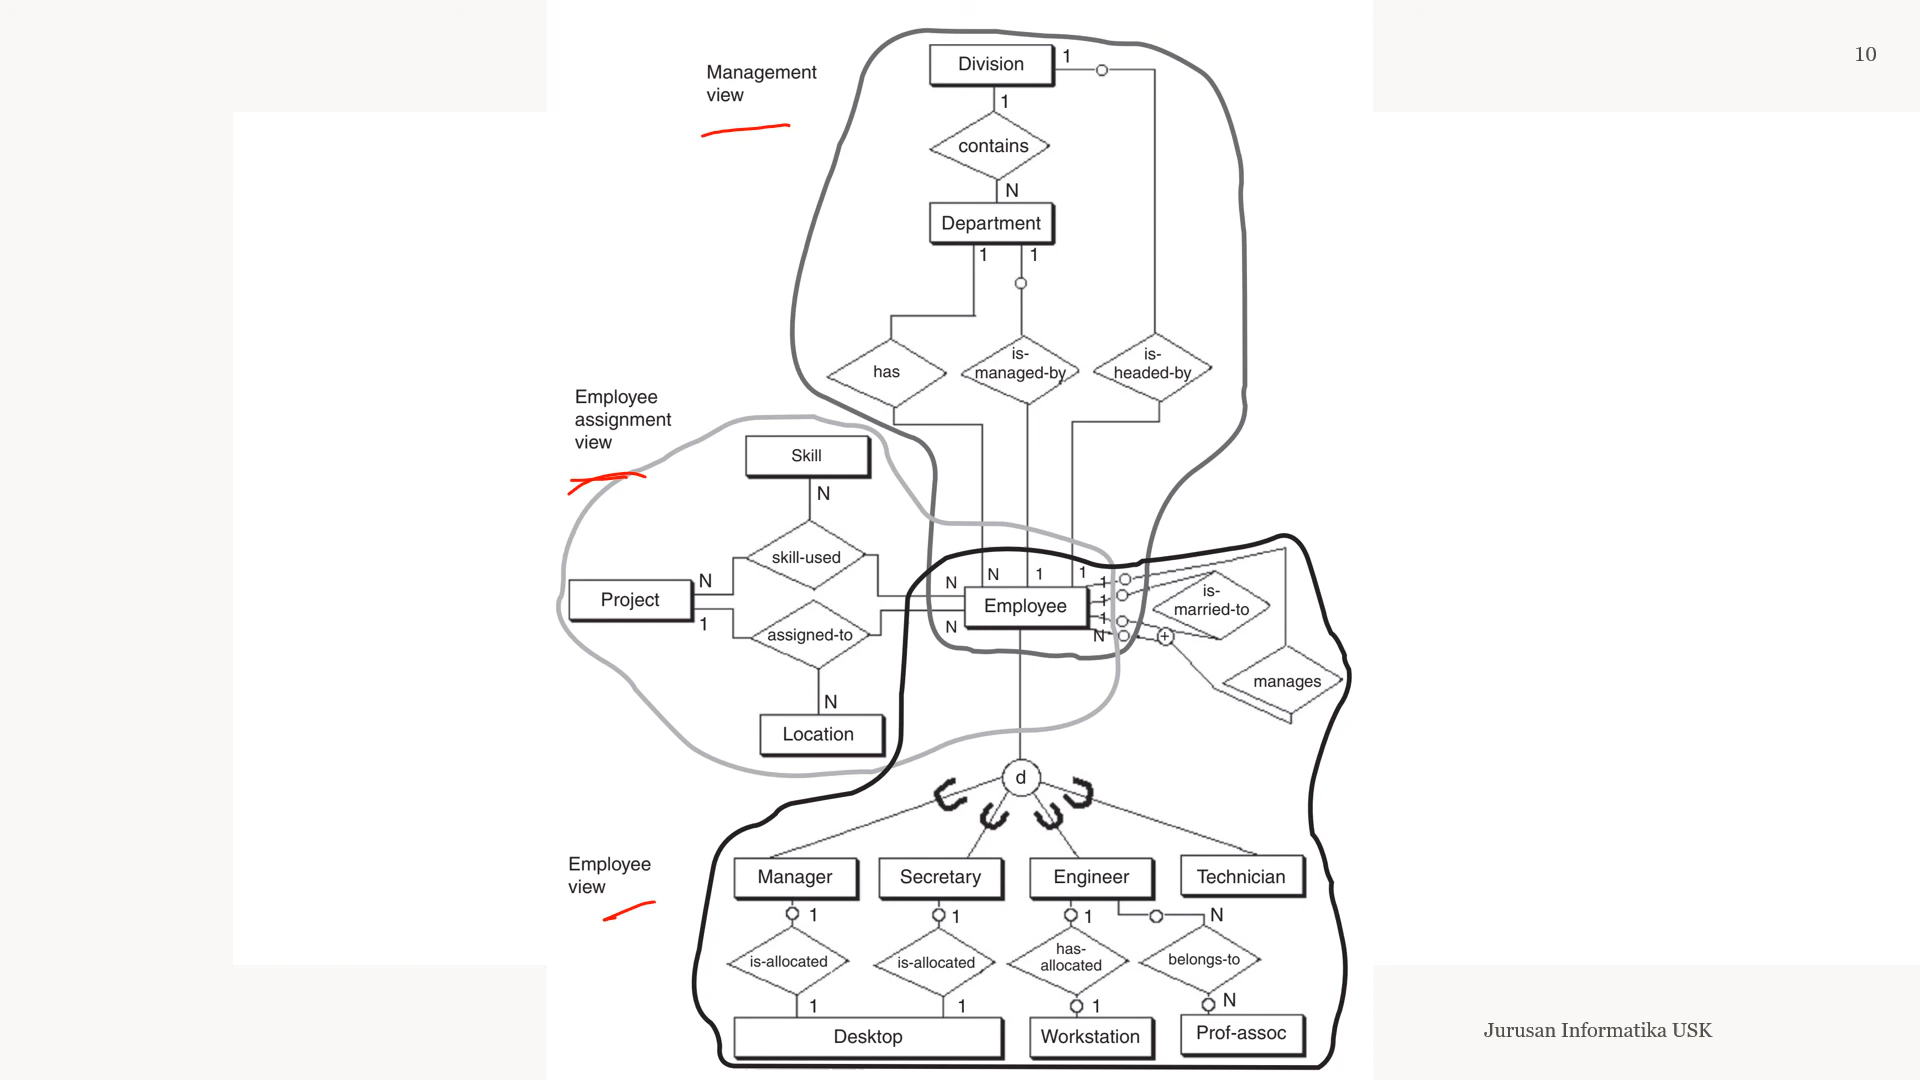 10
Management
view
Division
1
1
contains
N
Department
1
1
has
is-
managed-by
is-
headed-by
Employee
assignment
view
Skill
N
skill-used
Project
N
1
assigned-to
N
Location
N
N
1
1
N
Employee
1
1
1
N
+
is-
married-to
manages
d
Employee
view
Manager
Secretary
Engineer
Technician
1
1
1
N
is-allocated
is-allocated
has-
allocated
belongs-to
1
1
1
N
Desktop
Workstation
Prof-assoc
Jurusan Informatika USK